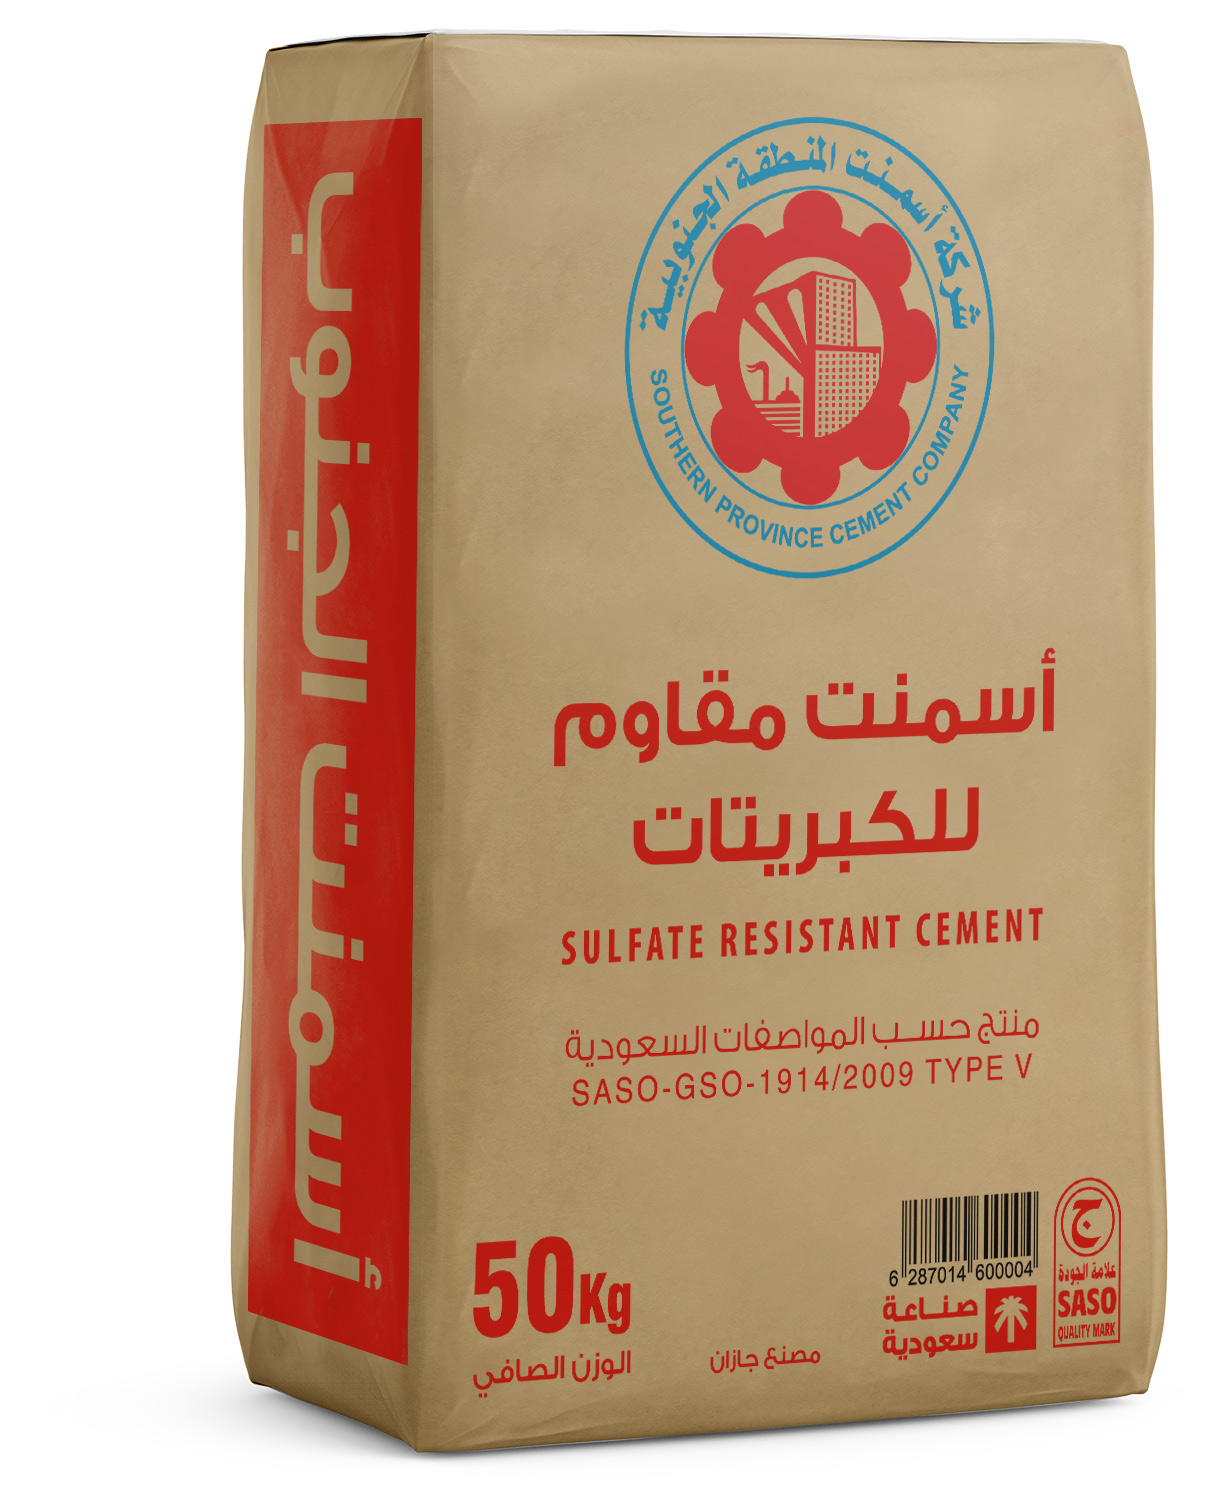 شركة أسمنت المنطقة الجنوبية
SOUTHERN PROVINCE CEMENT COMPANY
أسمنت الجنوب
أسمنت مقاوم
للكبريتات
SULFATE RESISTANT CEMENT
منتج حسب المواصفات السعودية
SASO-GSO-1914/2009 TYPE V
50Kg
الوزن الصافي
مصنع جازان
6 287014 600004
صناعة
سعودية
ج
علامة الجودة
SASO
QUALITY MARK